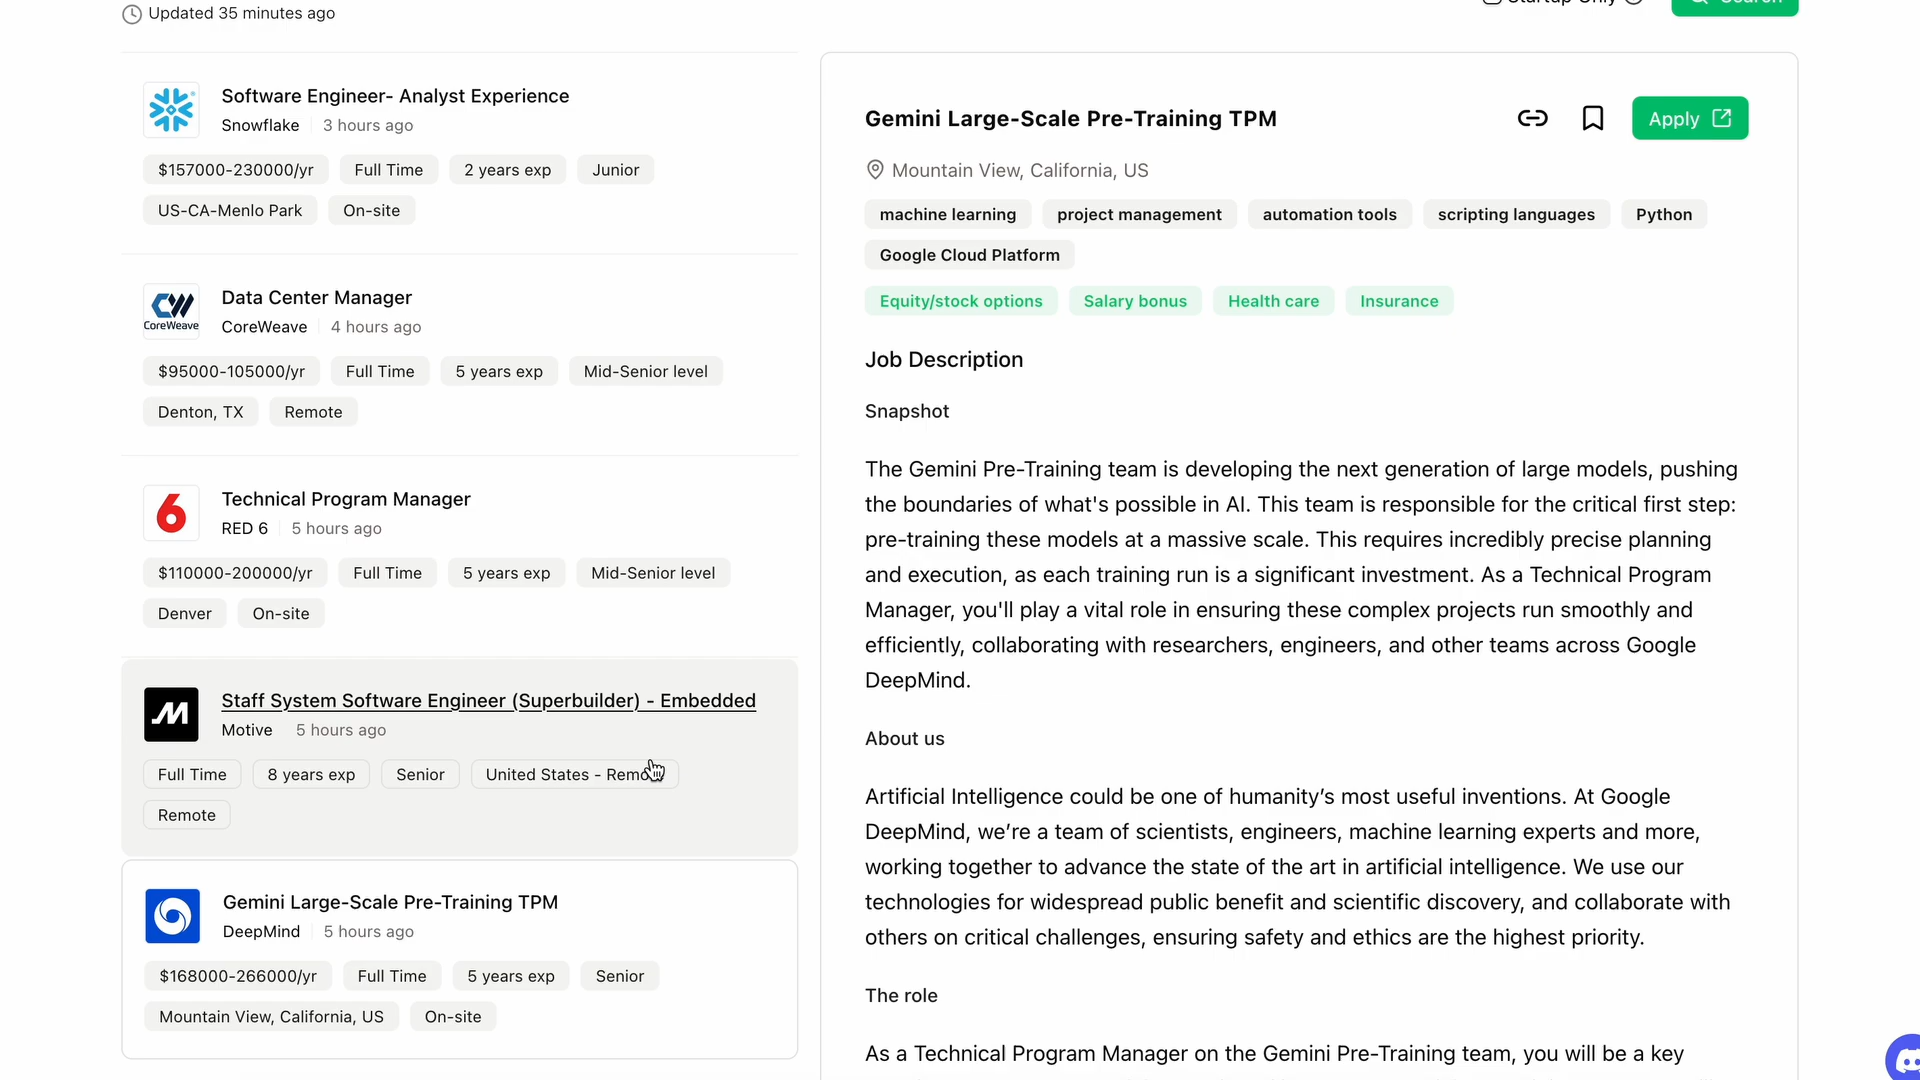 Updated 35 minutes ago
Startup Only
Search
Software Engineer- Analyst Experience
Snowflake 3 hours ago
$157000-230000/yr Full Time 2 years exp Junior
US-CA-Menlo Park On-site
CoreWeave
Data Center Manager
CoreWeave 4 hours ago
$95000-105000/yr Full Time 5 years exp Mid-Senior level
Denton, TX Remote
6
Technical Program Manager
RED 6 5 hours ago
$110000-200000/yr Full Time 5 years exp Mid-Senior level
Denver On-site
Staff System Software Engineer (Superbuilder) - Embedded
Motive 5 hours ago
Full Time 8 years exp Senior United States - Remo
Remote
Gemini Large-Scale Pre-Training TPM
DeepMind 5 hours ago
$168000-266000/yr Full Time 5 years exp Senior
Mountain View, California, US On-site
Gemini Large-Scale Pre-Training TPM
Apply
Mountain View, California, US
machine learning project management automation tools scripting languages Python
Google Cloud Platform
Equity/stock options Salary bonus Health care Insurance
Job Description
Snapshot
The Gemini Pre-Training team is developing the next generation of large models, pushing
the boundaries of what's possible in AI. This team is responsible for the critical first step:
pre-training these models at a massive scale. This requires incredibly precise planning
and execution, as each training run is a significant investment. As a Technical Program
Manager, you'll play a vital role in ensuring these complex projects run smoothly and
efficiently, collaborating with researchers, engineers, and other teams across Google
DeepMind.
About us
Artificial Intelligence could be one of humanity’s most useful inventions. At Google
DeepMind, we’re a team of scientists, engineers, machine learning experts and more,
working together to advance the state of the art in artificial intelligence. We use our
technologies for widespread public benefit and scientific discovery, and collaborate with
others on critical challenges, ensuring safety and ethics are the highest priority.
The role
As a Technical Program Manager on the Gemini Pre-Training team, you will be a key